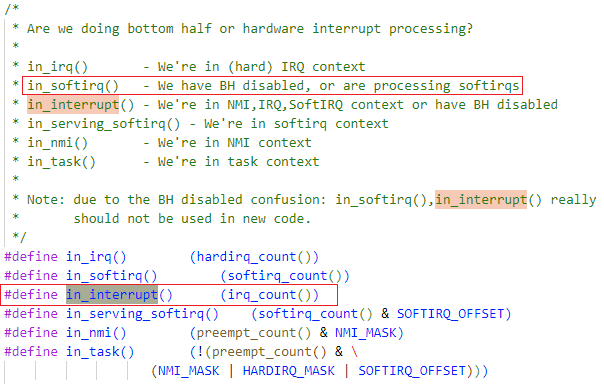 /*
 * Are we doing bottom half or hardware interrupt processing?
 *
 * in_irq()       - We're in (hard) IRQ context
 * in_softirq()   - We have BH disabled, or are processing softirqs
 * in_interrupt() - We're in NMI,IRQ,SoftIRQ context or have BH disabled
 * in_serving_softirq() - We're in softirq context
 * in_nmi()       - We're in NMI context
 * in_task()      - We're in task context
 *
 * Note: due to the BH disabled confusion: in_softirq(),in_interrupt() really
 *       should not be used in new code.
 */
#define in_irq()        (hardirq_count())
#define in_softirq()        (softirq_count())
#define in_interrupt()      (irq_count())
#define in_serving_softirq()    (softirq_count() & SOFTIRQ_OFFSET)
#define in_nmi()        (preempt_count() & NMI_MASK)
#define in_task()       (!(preempt_count() & \
                   (NMI_MASK | HARDIRQ_MASK | SOFTIRQ_OFFSET)))